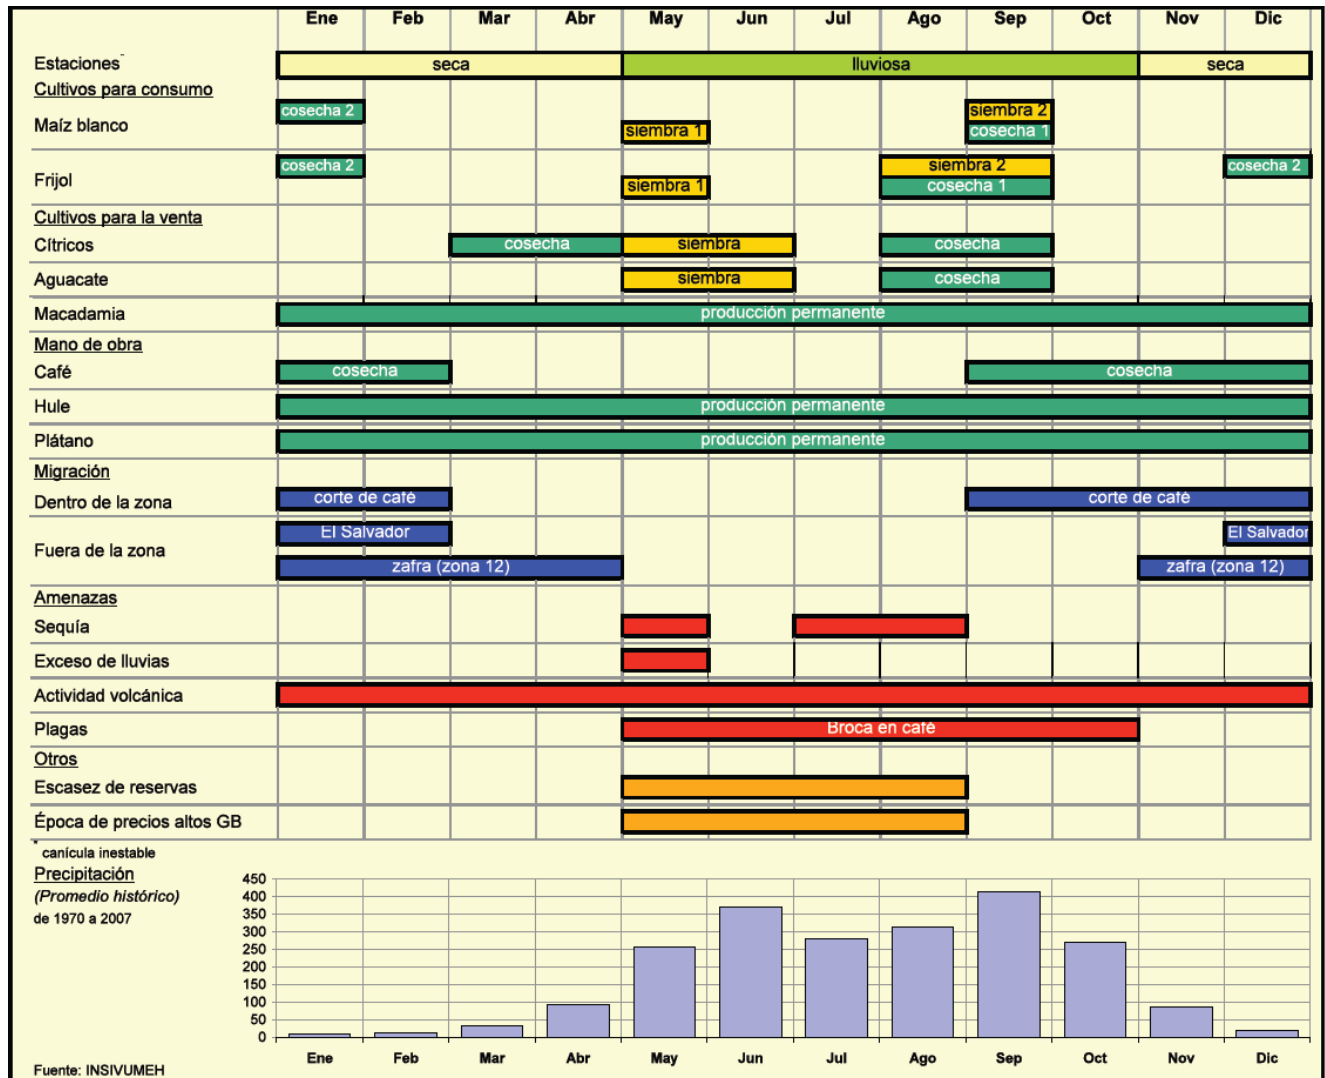 Ene Feb Mar Abr May Jun Jul Ago Sep Oct Nov Dic
Estaciones* seca lluviosa seca
Cultivos para consumo
cosecha 2 siembra 2
Maíz blanco siembra 1 cosecha 1
cosecha 2 siembra 2 cosecha 2
Frijol siembra 1 cosecha 1
Cultivos para la venta
Cítricos cosecha siembra cosecha
Aguacate siembra cosecha
Macadamia producción permanente
Mano de obra
Café cosecha cosecha
Hule producción permanente
Plátano producción permanente
Migración
Dentro de la zona corte de café corte de café
El Salvador El Salvador
Fuera de la zona
zafra (zona 12) zafra (zona 12)
Amenazas
Sequía
Exceso de lluvias
Actividad volcánica
Plagas Broca en café
Otros
Escasez de reservas
Época de precios altos GB
* canícula inestable
Precipitación
(Promedio histórico)
de 1970 a 2007
450
400
350
300
250
200
150
100
50
0
Ene Feb Mar Abr May Jun Jul Ago Sep Oct Nov Dic
Fuente: INSIVUMEH